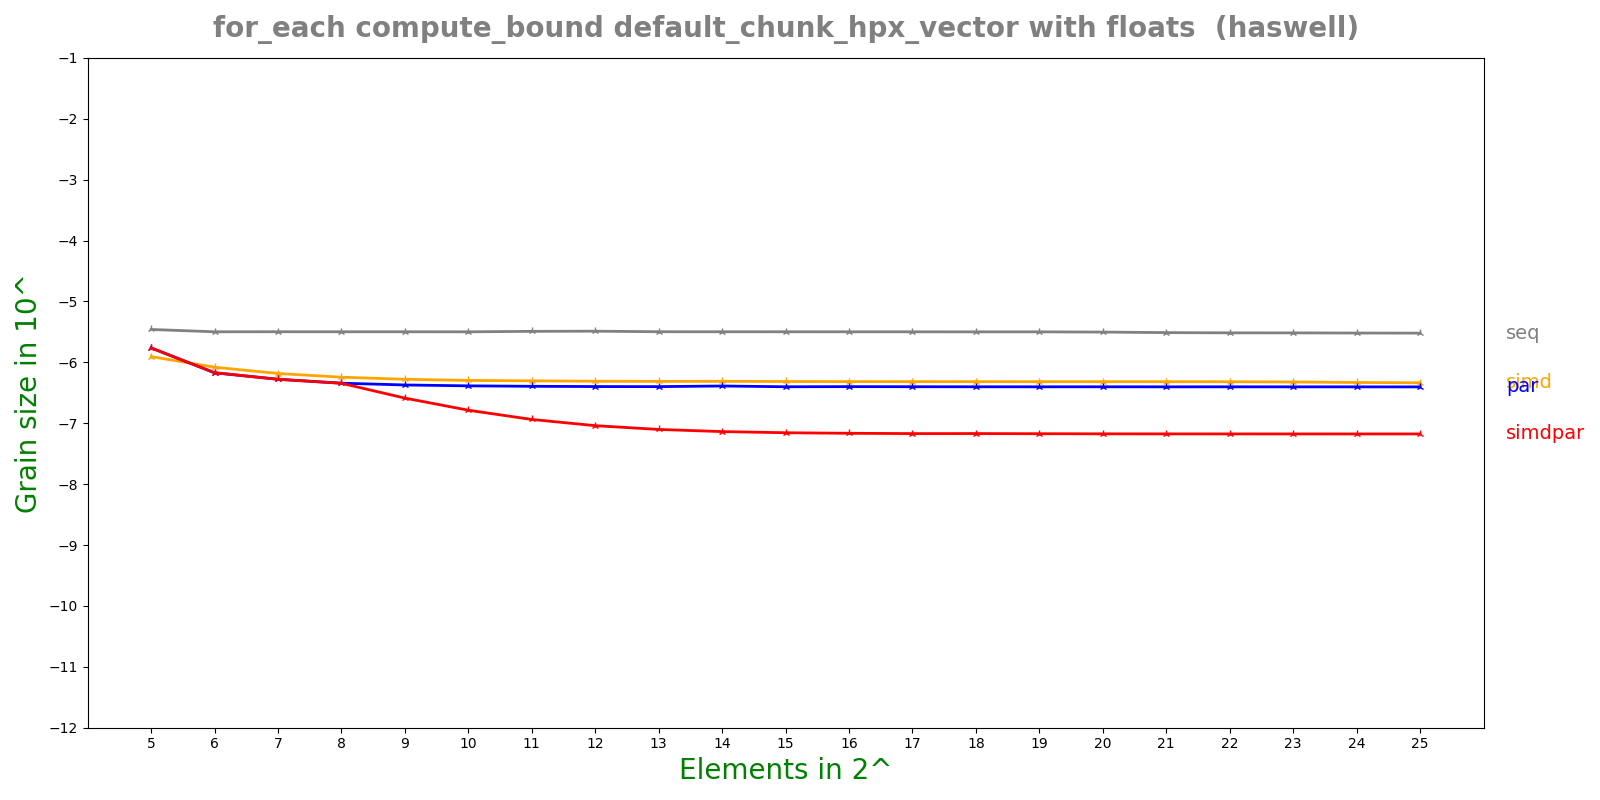 for_each compute_bound default_chunk_hpx_vector with floats  (haswell)
Grain size in 10^
−1
−2
−3
−4
−5
−6
−7
−8
−9
−10
−11
−12
seq
simd
par
simdpar
5 6 7 8 9 10 11 12 13 14 15 16 17 18 19 20 21 22 23 24 25
Elements in 2^